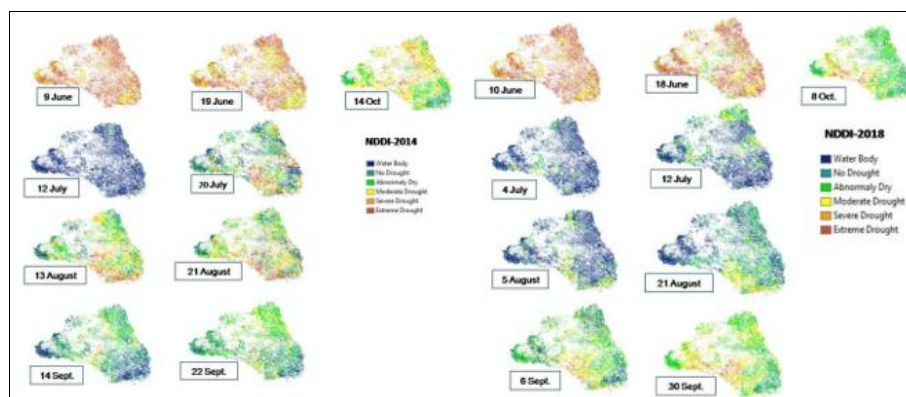 9 June
19 June
14 Oct
10 June
18 June
8 Oct.
NDDI-2014
Water Body
No Drought
Abnormaly Dry
Moderate Drought
Severe Drought
Extreme Drought
NDDI-2018
Water Body
No Drought
Abnormaly Dry
Moderate Drought
Severe Drought
Extreme Drought
12 July
20 July
4 July
12 July
13 August
21 August
5 August
21 August
14 Sept.
22 Sept.
6 Sept.
30 Sept.